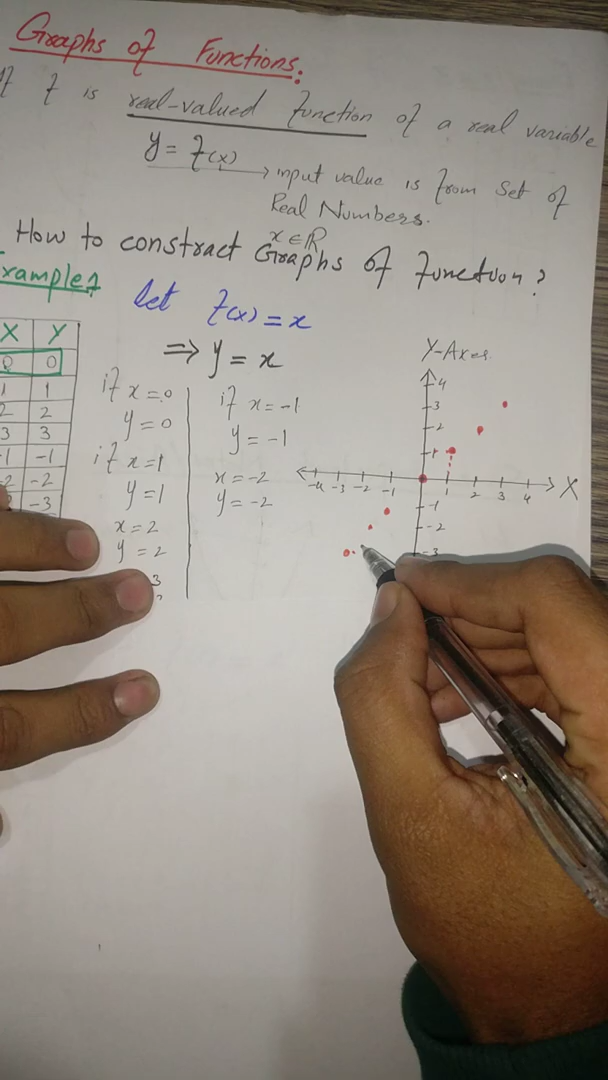 Graphs of Functions:
If f is real-valued function of a real variable
y = f(x)
input value is from set of
Real Numbers.
x ∈ ℝ
How to constract Graphs of function?
Example
let f(x) = x
⇒ y = x
X Y
0 0
1 1
2 2
3 3
-1 -1
-2 -2
-3
if x = 0
y = 0
if x = 1
y = 1
x = 2
y = 2
3
if x = -1
y = -1
x = -2
y = -2
Y-Axes
4
3
2
1
-4 -3 -2 -1 1 2 3 4 X
-1
-2
-3